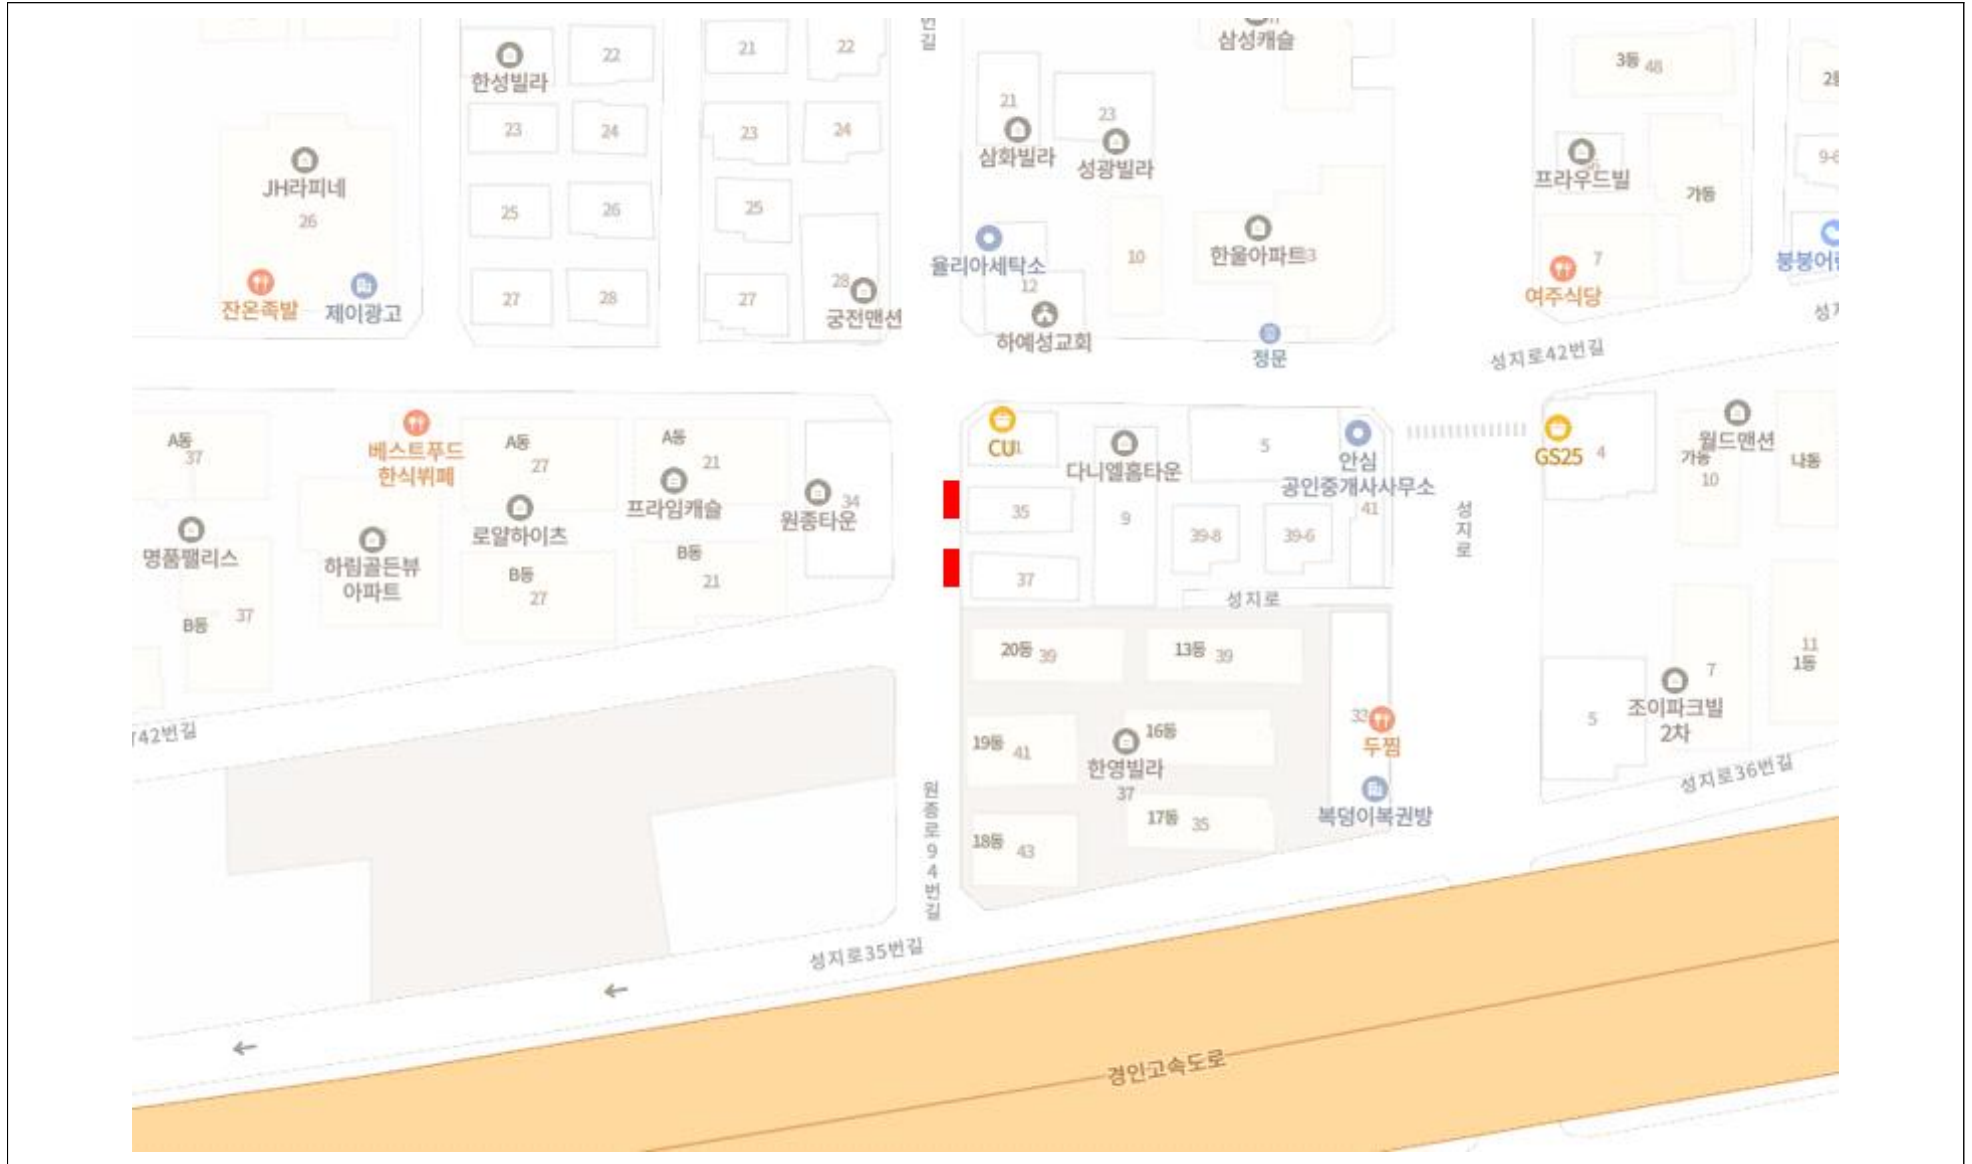 번길
삼성캐슬
3동 48
22
21
22
한성빌라
21
23
23
24
23
24
삼화빌라
성광빌라
9-6
프라우드빌
JH라피네
26
가동
25
26
25
율리아세탁소
10
한울아파트3
7
28
12
여주식당
잔온족발
제이광고
27
28
27
궁전맨션
하예성교회
정문
성지로42번길
A동
37
베스트푸드
한식뷔페
A동
27
A동
21
CU
다니엘홈타운
5
안심
공인중개사사무소
41
GS25 4
월드맨션
가동
10
나동
프라임캐슬
34
원종타운
35
9
39-8
39-6
성지로
명품팰리스
하림골든뷰
아파트
로얄하이츠
B동
27
B동
21
37
성지로
B동
37
20동 39
13동 39
11
1동
7
조이파크빌
2차
5
33
두찜
19동 41
16동
한영빌라
37
42번길
성지로36번길
복덩이복권방
17동 35
18동 43
원종로94번길
성지로35번길
경인고속도로